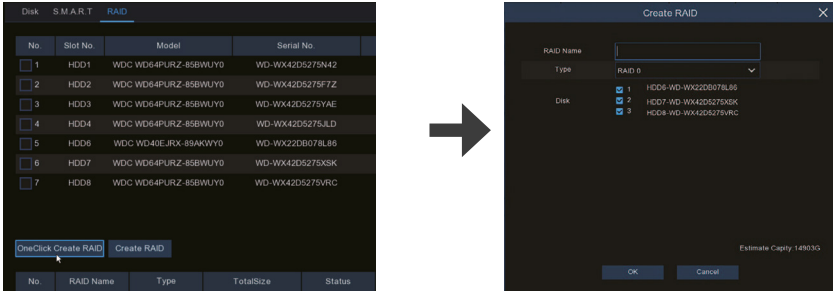 Disk S.M.A.R.T RAID
No. Slot No. Model Serial No.
1 HDD1 WDC WD64PURZ-85BWUY0 WD-WX42D5275N42
2 HDD2 WDC WD64PURZ-85BWUY0 WD-WX42D5275F7Z
3 HDD3 WDC WD64PURZ-85BWUY0 WD-WX42D5275YAE
4 HDD4 WDC WD64PURZ-85BWUY0 WD-WX42D5275JLD
5 HDD6 WDC WD40EJRX-89AKWY0 WD-WX22DB078L86
6 HDD7 WDC WD64PURZ-85BWUY0 WD-WX42D5275XSK
7 HDD8 WDC WD64PURZ-85BWUY0 WD-WX42D5275VRC
OneClick Create RAID Create RAID
No. RAID Name Type TotalSize Status
Create RAID
RAID Name
Type RAID 0
Disk
1 HDD6-WD-WX22DB078L86
2 HDD7-WD-WX42D5275XSK
3 HDD8-WD-WX42D5275VRC
Estimate Capity:14903G
OK Cancel